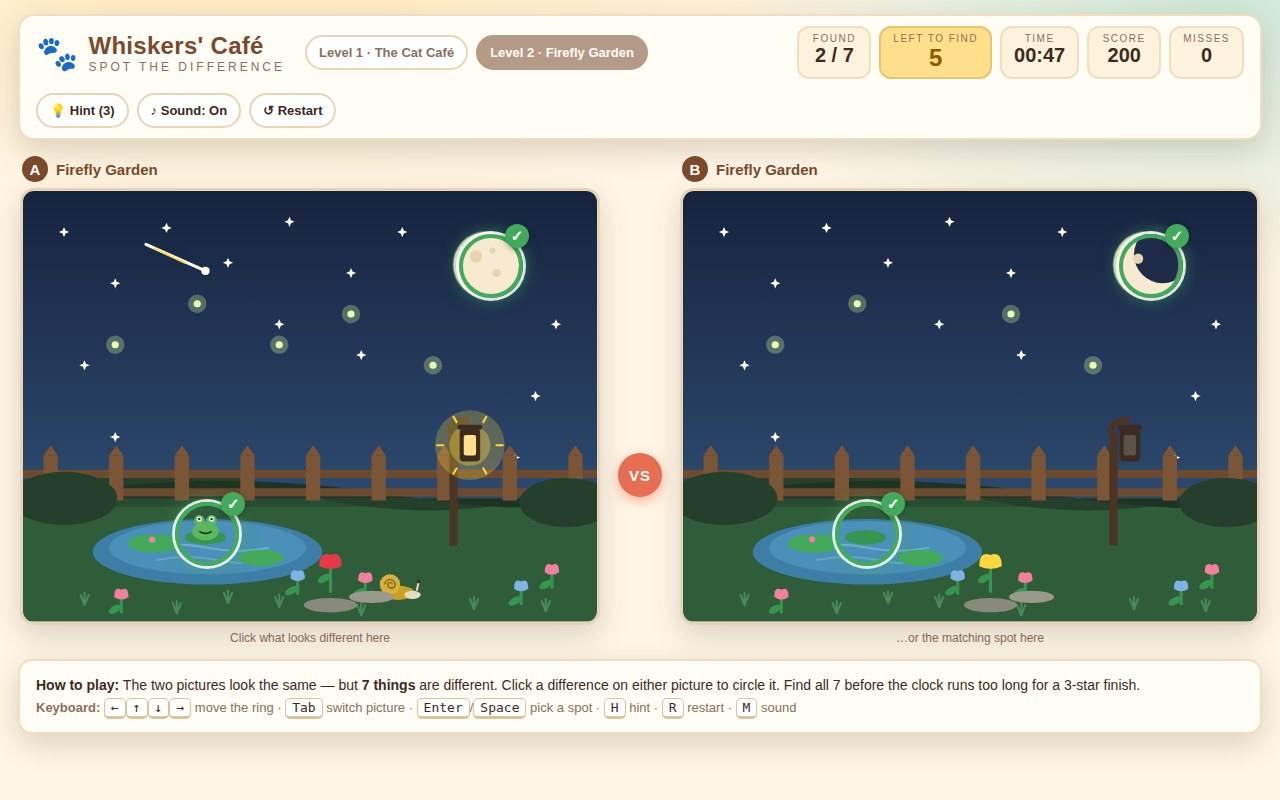 Whiskers' Café
SPOT THE DIFFERENCE
Level 1 · The Cat Café
Level 2 · Firefly Garden
FOUND
2 / 7
LEFT TO FIND
5
TIME
00:47
SCORE
200
MISSES
0
💡 Hint (3)
♪ Sound: On
↺ Restart
A Firefly Garden
B Firefly Garden
VS
Click what looks different here
…or the matching spot here
How to play: The two pictures look the same — but 7 things are different. Click a difference on either picture to circle it. Find all 7 before the clock runs too long for a 3-star finish.
Keyboard: ← ↑ ↓ → move the ring · Tab switch picture · Enter/Space pick a spot · H hint · R restart · M sound